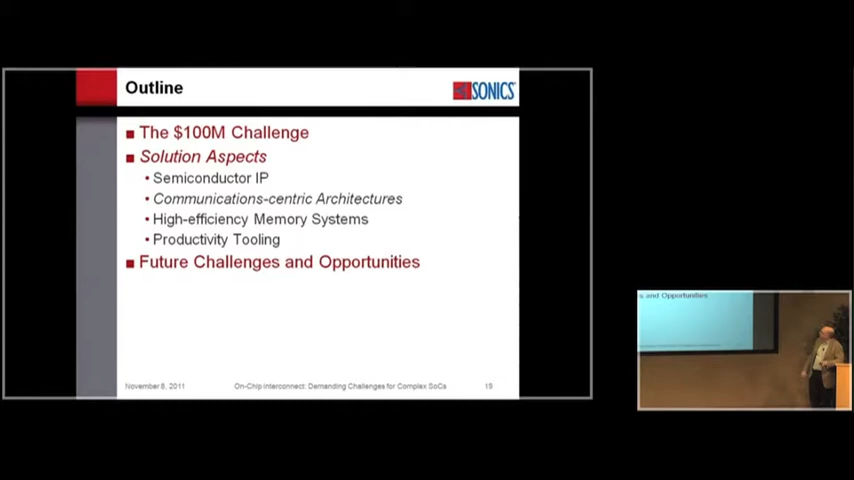 Outline
SONICS
The $100M Challenge
Solution Aspects
Semiconductor IP
Communications-centric Architectures
High-efficiency Memory Systems
Productivity Tooling
Future Challenges and Opportunities
November 8, 2011
On-Chip Interconnect: Demanding Challenges for Complex SoCs
19
s and Opportunities